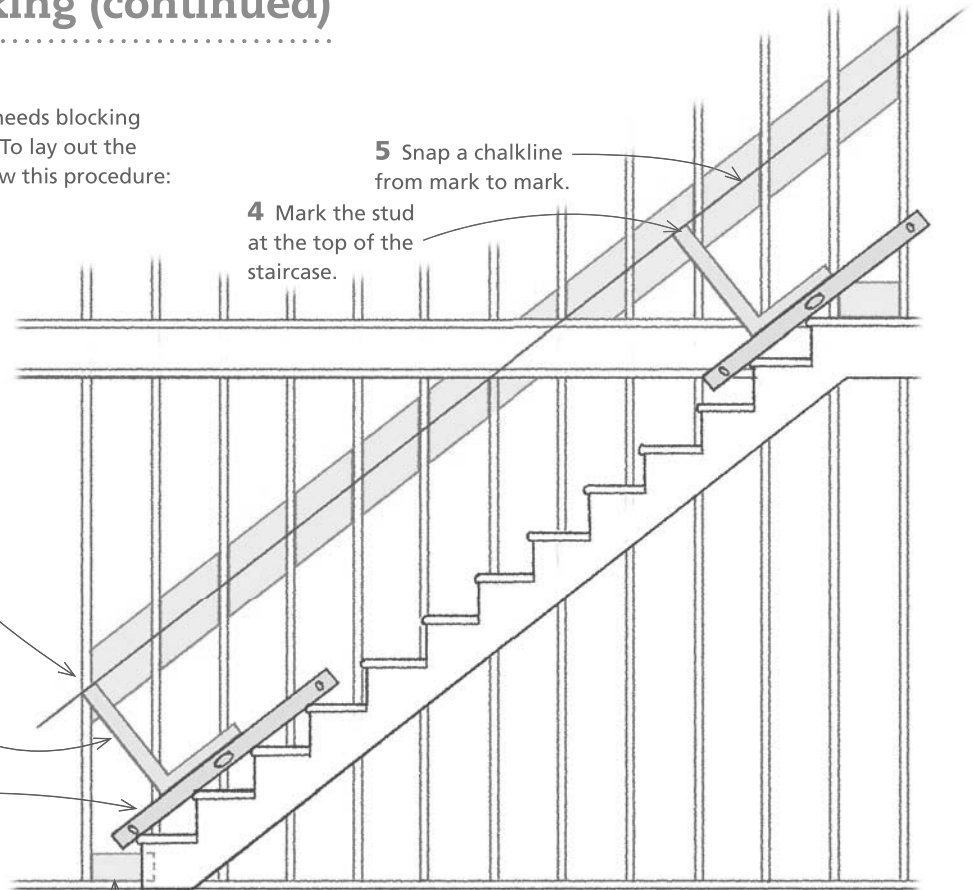 king (continued)
needs blocking
To lay out the
w this procedure:
5 Snap a chalkline
from mark to mark.
4 Mark the stud
at the top of the
staircase.